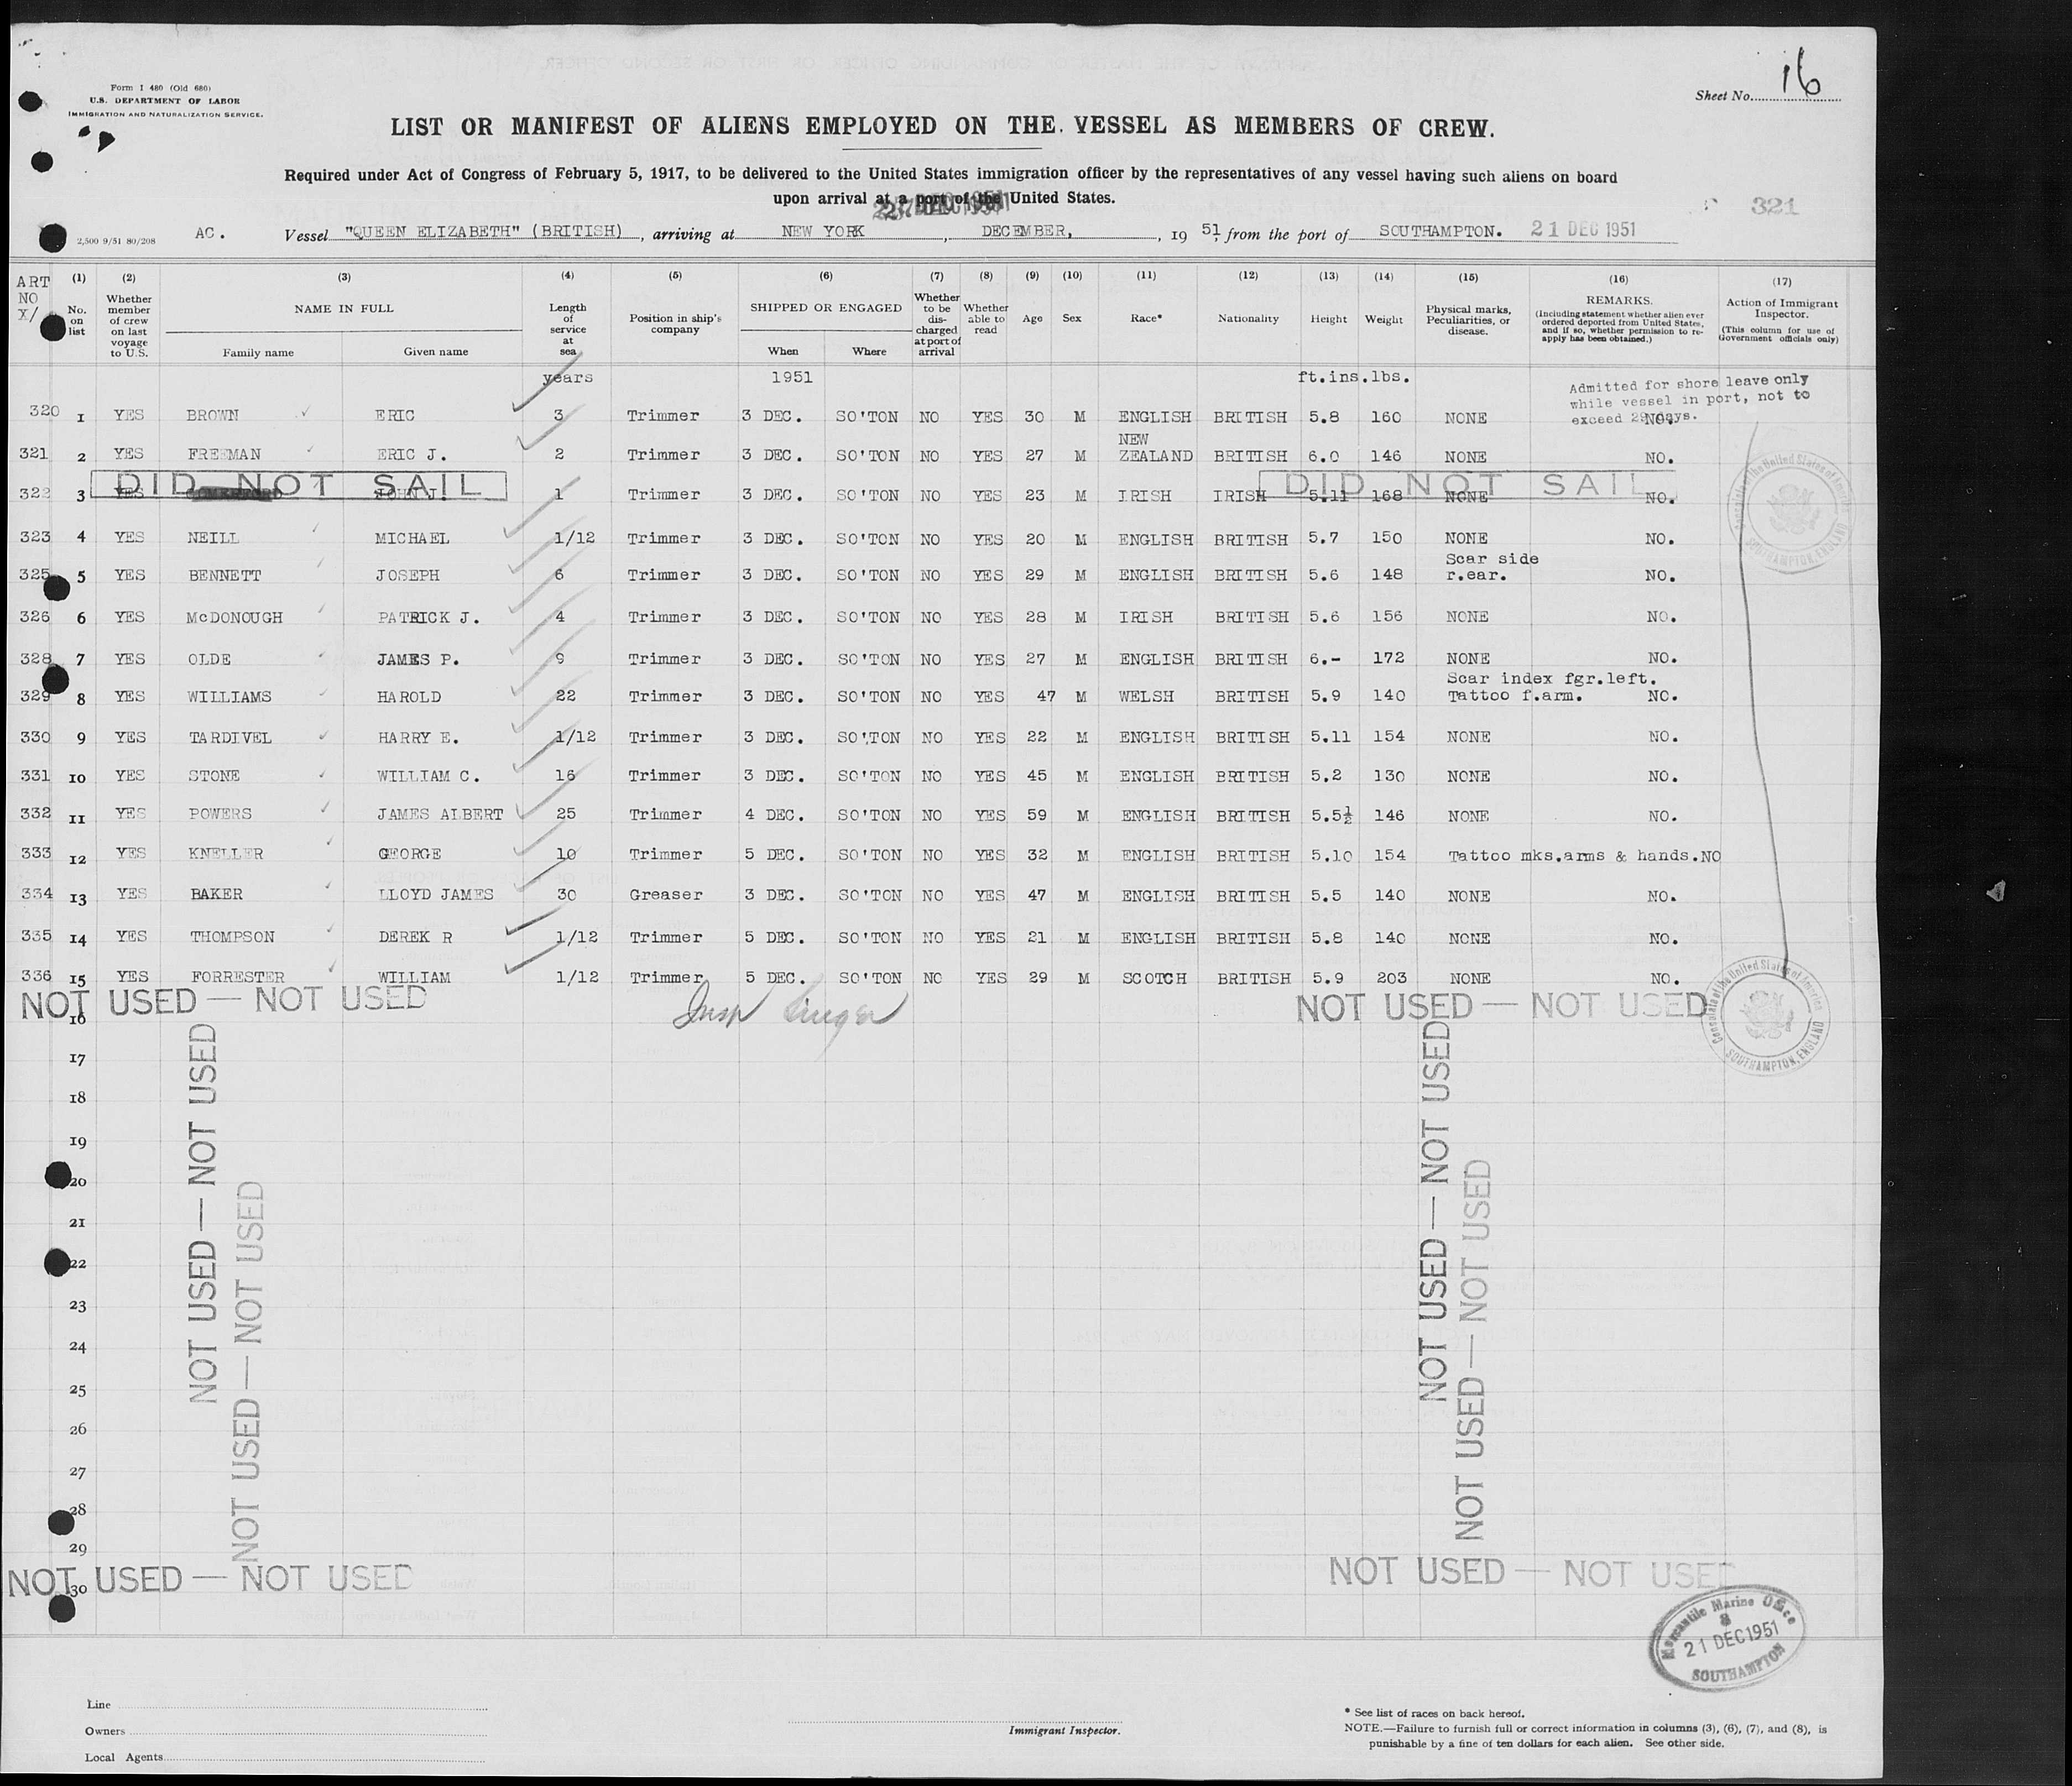 Form I 480 (Old 680)
U.S. DEPARTMENT OF LABOR
IMMIGRATION AND NATURALIZATION SERVICE.
Sheet No. 16
LIST OR MANIFEST OF ALIENS EMPLOYED ON THE VESSEL AS MEMBERS OF CREW.
Required under Act of Congress of February 5, 1917, to be delivered to the United States immigration officer by the representatives of any vessel having such aliens on board
upon arrival at a port of the United States.
321
2,500 9/51 80/208 AC. Vessel "QUEEN ELIZABETH" (BRITISH), arriving at NEW YORK, DECEMBER, 1951, from the port of SOUTHAMPTON. 21 DEC 1951
ART NO X/ (1) No. on list (2) Whether member of crew on last voyage to U.S. (3) NAME IN FULL Family name Given name (4) Length of service at sea (5) Position in ship's company (6) SHIPPED OR ENGAGED When Where (7) Whether to be discharged at port of arrival (8) Whether able to read (9) Age (10) Sex (11) Race* (12) Nationality (13) Height (14) Weight (15) Physical marks, Peculiarities, or disease. (16) REMARKS. (Including statement whether alien ever ordered deported from United States, and if so, whether permission to re-apply has been obtained.) (17) Action of Immigrant Inspector. (This column for use of Government officials only)
years 1951 ft.ins.lbs.
Admitted for shore leave only
while vessel in port, not to
exceed 29 days.
320 1 YES BROWN ERIC 3 Trimmer 3 DEC. SO'TON NO YES 30 M ENGLISH BRITISH 5.8 160 NONE NO.
321 2 YES FREEMAN ERIC J. 2 Trimmer 3 DEC. SO'TON NO YES 27 M NEW ZEALAND BRITISH 6.0 146 NONE NO.
DID NOT SAIL DID NOT SAIL
322 3 YES JOHN J. 1 Trimmer 3 DEC. SO'TON NO YES 23 M IRISH IRISH 5.11 168 NONE NO.
323 4 YES NEILL MICHAEL 1/12 Trimmer 3 DEC. SO'TON NO YES 20 M ENGLISH BRITISH 5.7 150 NONE NO.
325 5 YES BENNETT JOSEPH 6 Trimmer 3 DEC. SO'TON NO YES 29 M ENGLISH BRITISH 5.6 148 Scar side r.ear. NO.
326 6 YES McDONOUGH PATRICK J. 4 Trimmer 3 DEC. SO'TON NO YES 28 M IRISH BRITISH 5.6 156 NONE NO.
328 7 YES OLDE JAMES P. 9 Trimmer 3 DEC. SO'TON NO YES 27 M ENGLISH BRITISH 6.- 172 NONE NO.
329 8 YES WILLIAMS HAROLD 22 Trimmer 3 DEC. SO'TON NO YES 47 M WELSH BRITISH 5.9 140 Scar index fgr.left. Tattoo f.arm. NO.
330 9 YES TARDIVEL HARRY E. 1/12 Trimmer 3 DEC. SO'TON NO YES 22 M ENGLISH BRITISH 5.11 154 NONE NO.
331 10 YES STONE WILLIAM C. 16 Trimmer 3 DEC. SO'TON NO YES 45 M ENGLISH BRITISH 5.2 130 NONE NO.
332 11 YES POWERS JAMES ALBERT 25 Trimmer 4 DEC. SO'TON NO YES 59 M ENGLISH BRITISH 5.5½ 146 NONE NO.
333 12 YES KNELLER GEORGE 10 Trimmer 5 DEC. SO'TON NO YES 32 M ENGLISH BRITISH 5.10 154 Tattoo mks.arms & hands.NO
334 13 YES BAKER LLOYD JAMES 30 Greaser 3 DEC. SO'TON NO YES 47 M ENGLISH BRITISH 5.5 140 NONE NO.
335 14 YES THOMPSON DEREK R 1/12 Trimmer 5 DEC. SO'TON NO YES 21 M ENGLISH BRITISH 5.8 140 NONE NO.
336 15 YES FORRESTER WILLIAM 1/12 Trimmer 5 DEC. SO'TON NO YES 29 M SCOTCH BRITISH 5.9 203 NONE NO.
NOT USED — NOT USED NOT USED — NOT USED
16
17
18
19
20
21
22
23
24
25
26
27
28
29
30
NOT USED — NOT USED
NOT USED — NOT USED
NOT USED — NOT USED
NOT USED — NOT USED
NOT USED — NOT USED NOT USED — NOT USED
Consulate of the United States of America
SOUTHAMPTON, ENGLAND
Consulate of the United States of America
SOUTHAMPTON, ENGLAND
Mercantile Marine Office
8
21 DEC 1951
SOUTHAMPTON
Line
Owners
Local Agents
Immigrant Inspector.
* See list of races on back hereof.
NOTE.—Failure to furnish full or correct information in columns (3), (6), (7), and (8), is
punishable by a fine of ten dollars for each alien. See other side.